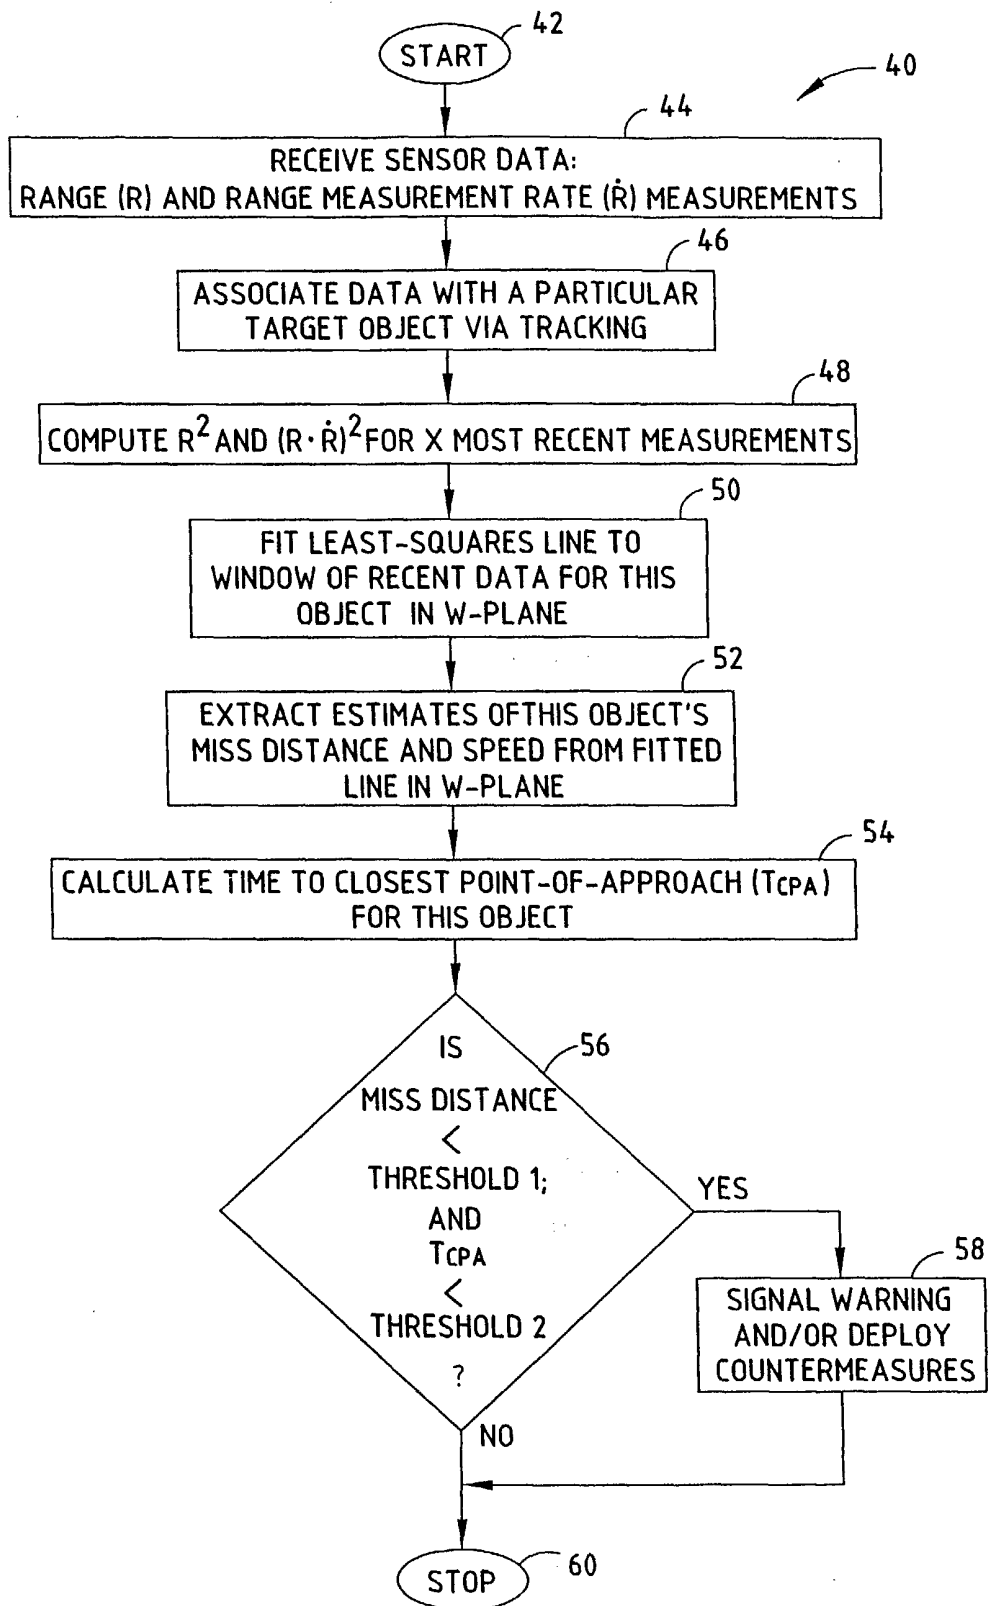 START
42
40
44
RECEIVE SENSOR DATA:
RANGE (R) AND RANGE MEASUREMENT RATE (Ṙ) MEASUREMENTS
46
ASSOCIATE DATA WITH A PARTICULAR
TARGET OBJECT VIA TRACKING
48
COMPUTE R² AND (R·Ṙ)² FOR X MOST RECENT MEASUREMENTS
50
FIT LEAST-SQUARES LINE TO
WINDOW OF RECENT DATA FOR THIS
OBJECT IN W-PLANE
52
EXTRACT ESTIMATES OFTHIS OBJECT'S
MISS DISTANCE AND SPEED FROM FITTED
LINE IN W-PLANE
54
CALCULATE TIME TO CLOSEST POINT-OF-APPROACH (TCPA)
FOR THIS OBJECT
56
IS
MISS DISTANCE
<
THRESHOLD 1;
AND
TCPA
<
THRESHOLD 2
?
YES
58
SIGNAL WARNING
AND/OR DEPLOY
COUNTERMEASURES
NO
STOP
60